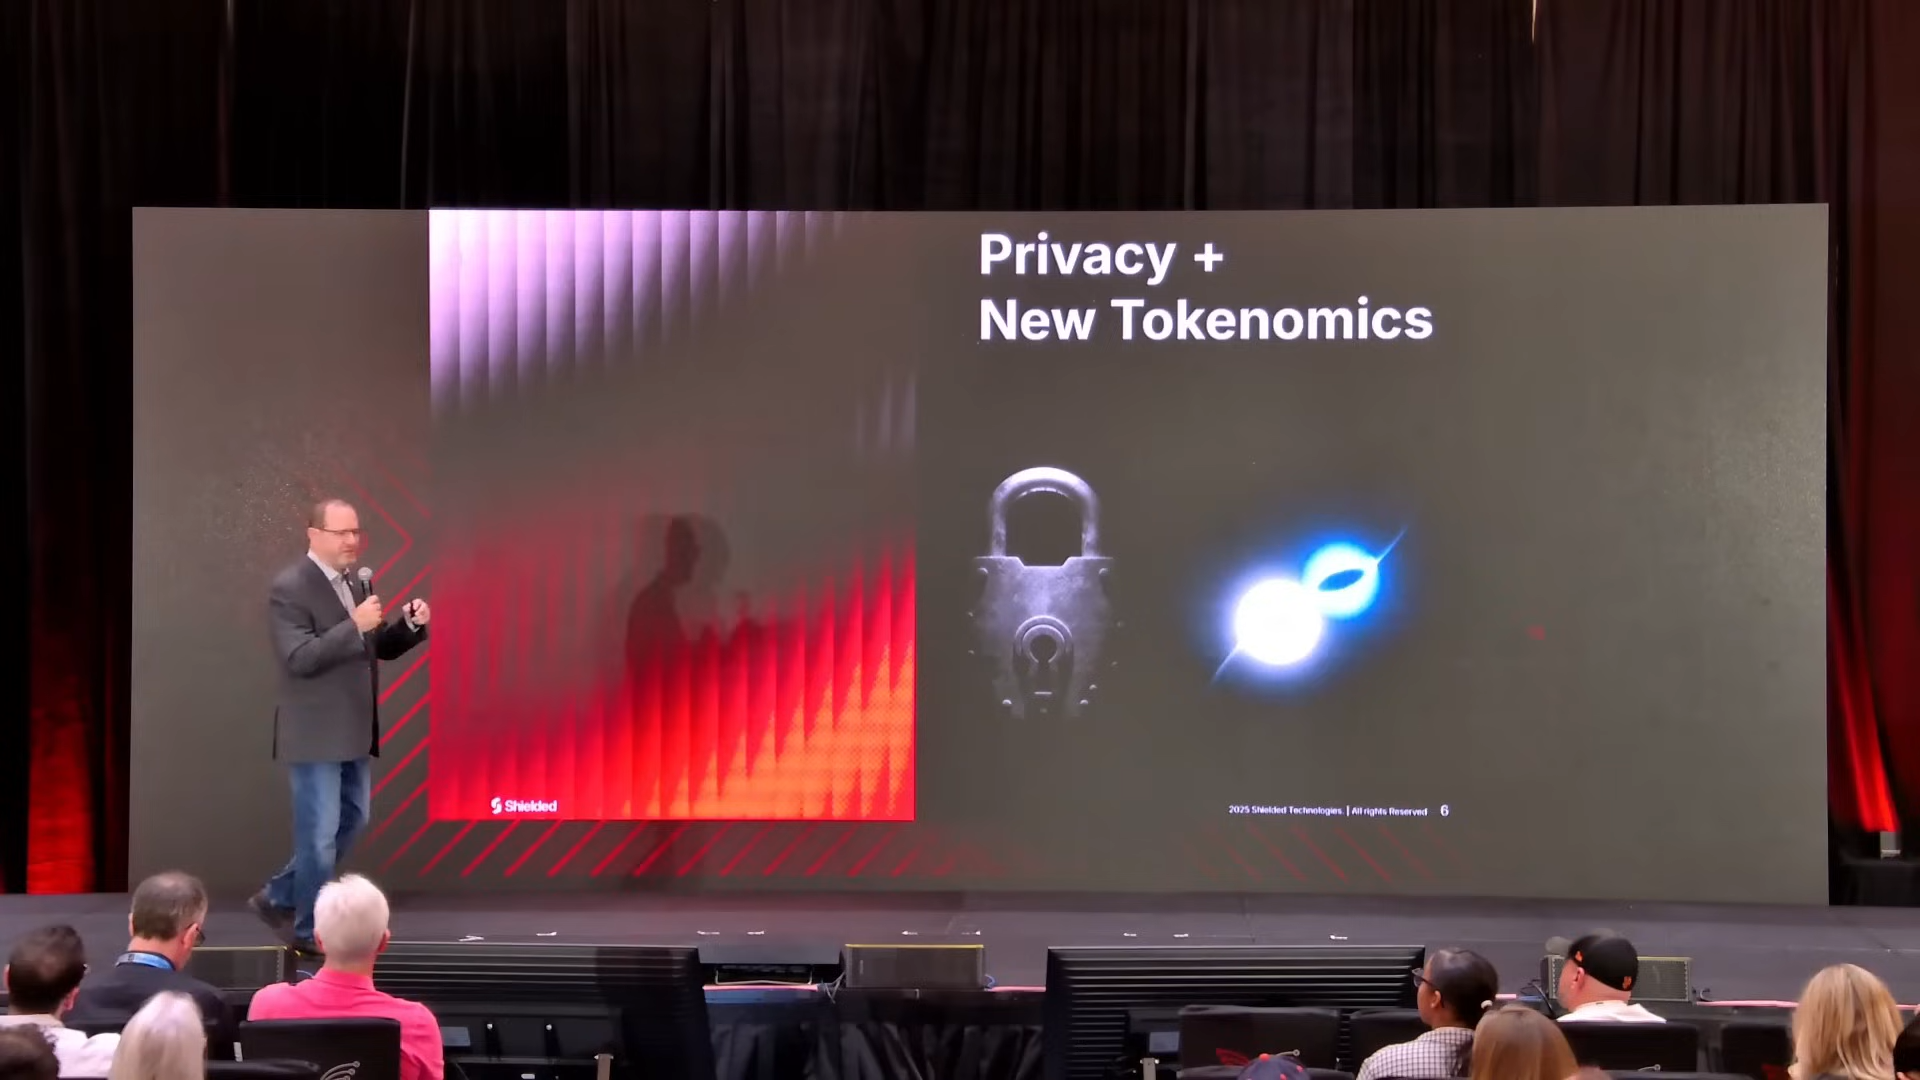 Privacy +
New Tokenomics
Shielded
2025 Shielded Technologies. | All rights Reserved 6